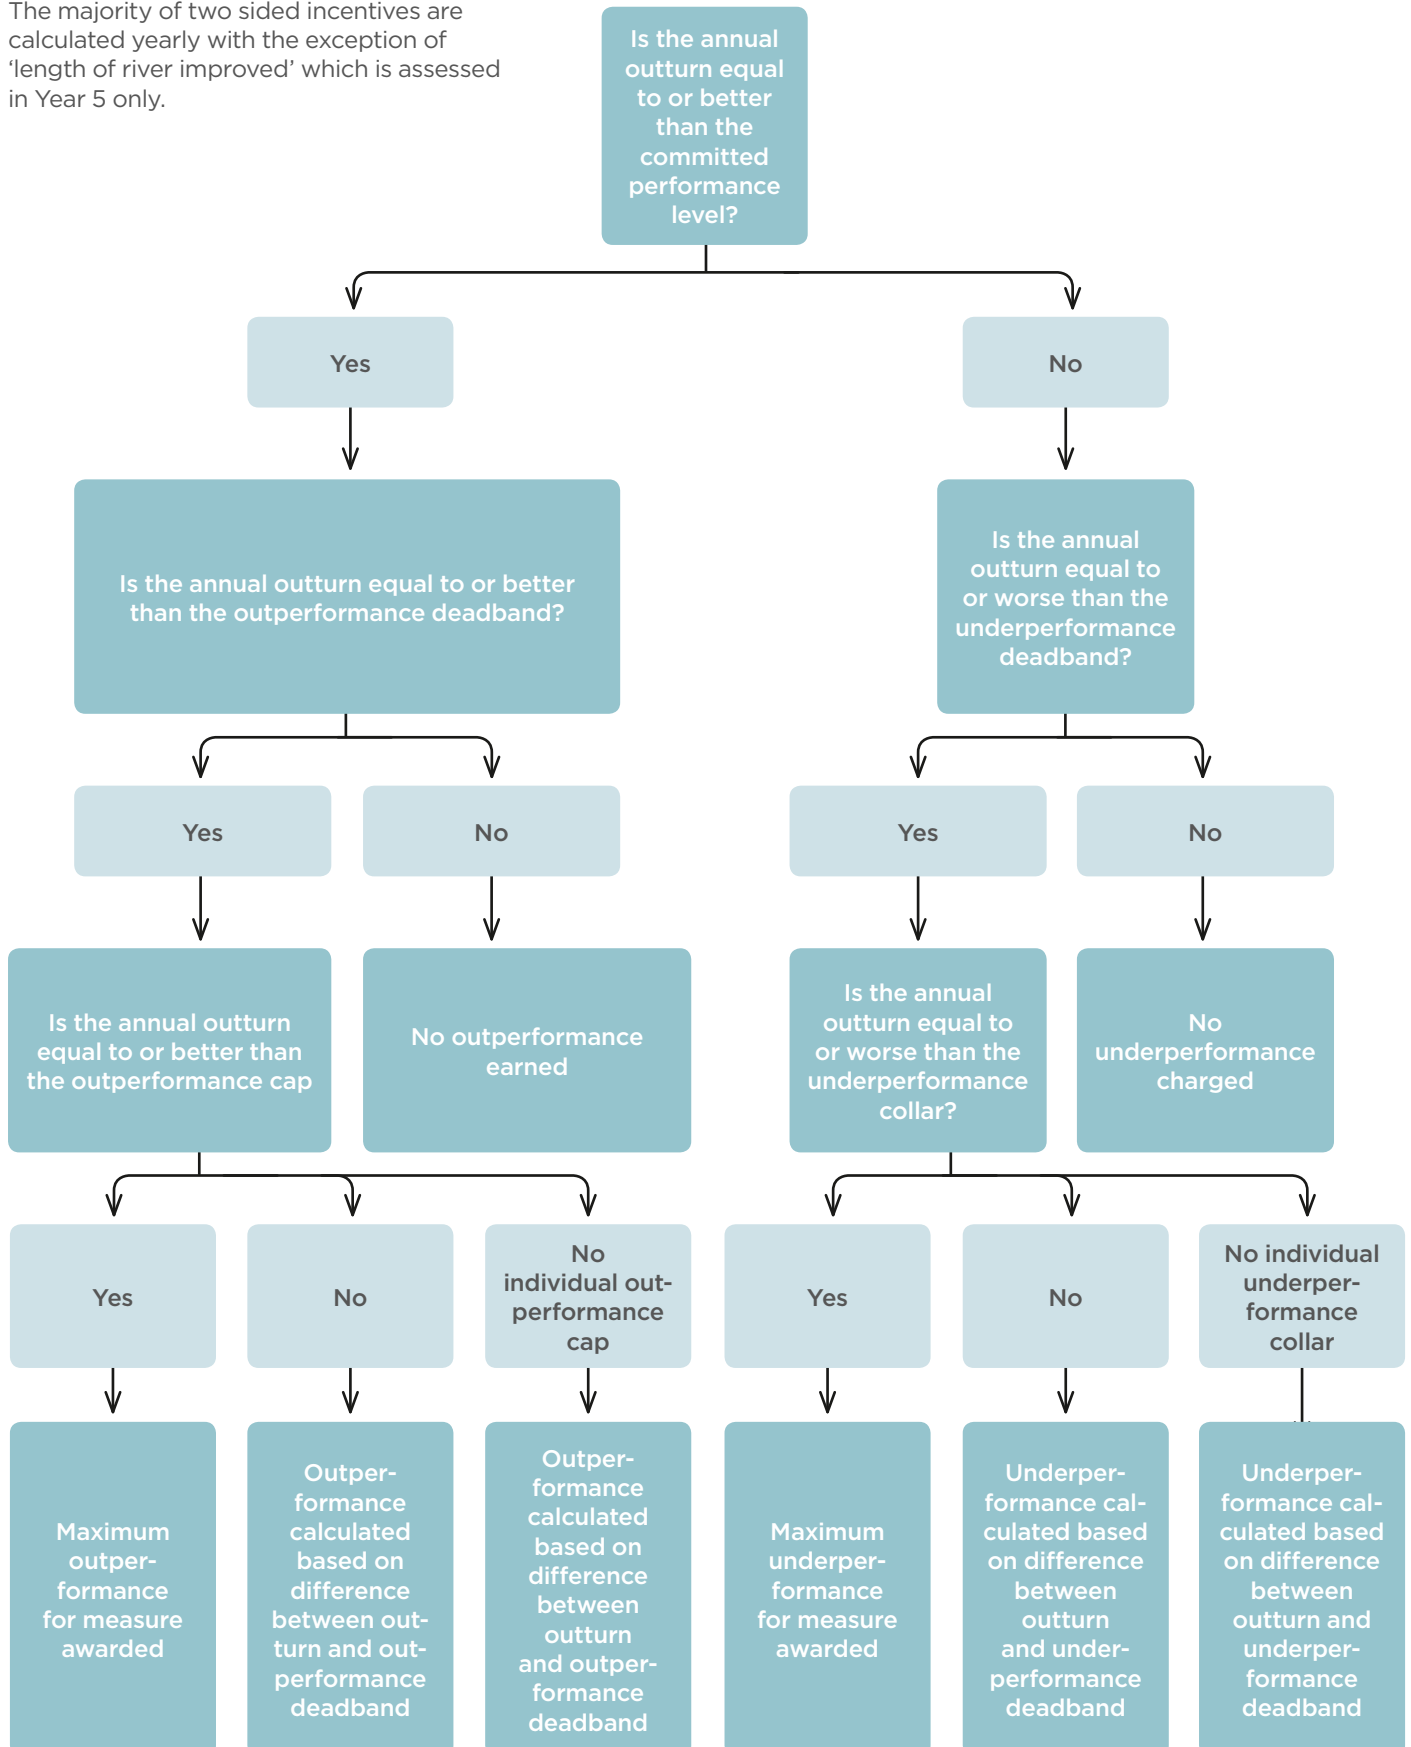 The majority of two sided incentives are
calculated yearly with the exception of
‘length of river improved’ which is assessed
in Year 5 only.
Is the annual
outturn equal
to or better
than the
committed
performance
level?
Yes
No
Is the annual outturn equal to or better
than the outperformance deadband?
Is the annual
outturn equal to
or worse than the
underperformance
deadband?
Yes
No
Yes
No
Is the annual outturn
equal to or better than
the outperformance cap
No outperformance
earned
Is the annual
outturn equal to
or worse than the
underperformance
collar?
No
underperformance
charged
Yes
No
No
individual out-
performance
cap
Yes
No
No individual
underper-
formance
collar
Maximum
outper-
formance
for measure
awarded
Outper-
formance
calculated
based on
difference
between out-
turn and out-
performance
deadband
Outper-
formance
calculated
based on
difference
between
outturn
and outper-
formance
deadband
Maximum
underper-
formance
for measure
awarded
Underper-
formance cal-
culated based
on difference
between
outturn
and under-
performance
deadband
Underper-
formance cal-
culated based
on difference
between
outturn and
underper-
formance
deadband